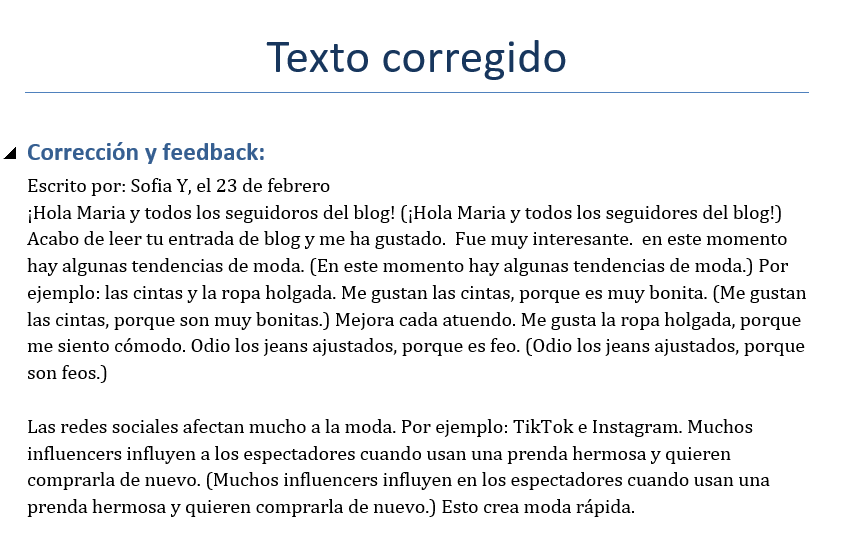 Texto corregido
Corrección y feedback:
Escrito por: Sofia Y, el 23 de febrero
¡Hola Maria y todos los seguidoros del blog! (¡Hola Maria y todos los seguidores del blog!)
Acabo de leer tu entrada de blog y me ha gustado.  Fue muy interesante.  en este momento
hay algunas tendencias de moda. (En este momento hay algunas tendencias de moda.) Por
ejemplo: las cintas y la ropa holgada. Me gustan las cintas, porque es muy bonita. (Me gustan
las cintas, porque son muy bonitas.) Mejora cada atuendo. Me gusta la ropa holgada, porque
me siento cómodo. Odio los jeans ajustados, porque es feo. (Odio los jeans ajustados, porque
son feos.)
Las redes sociales afectan mucho a la moda. Por ejemplo: TikTok e Instagram. Muchos
influencers influyen a los espectadores cuando usan una prenda hermosa y quieren
comprarla de nuevo. (Muchos influencers influyen en los espectadores cuando usan una
prenda hermosa y quieren comprarla de nuevo.) Esto crea moda rápida.